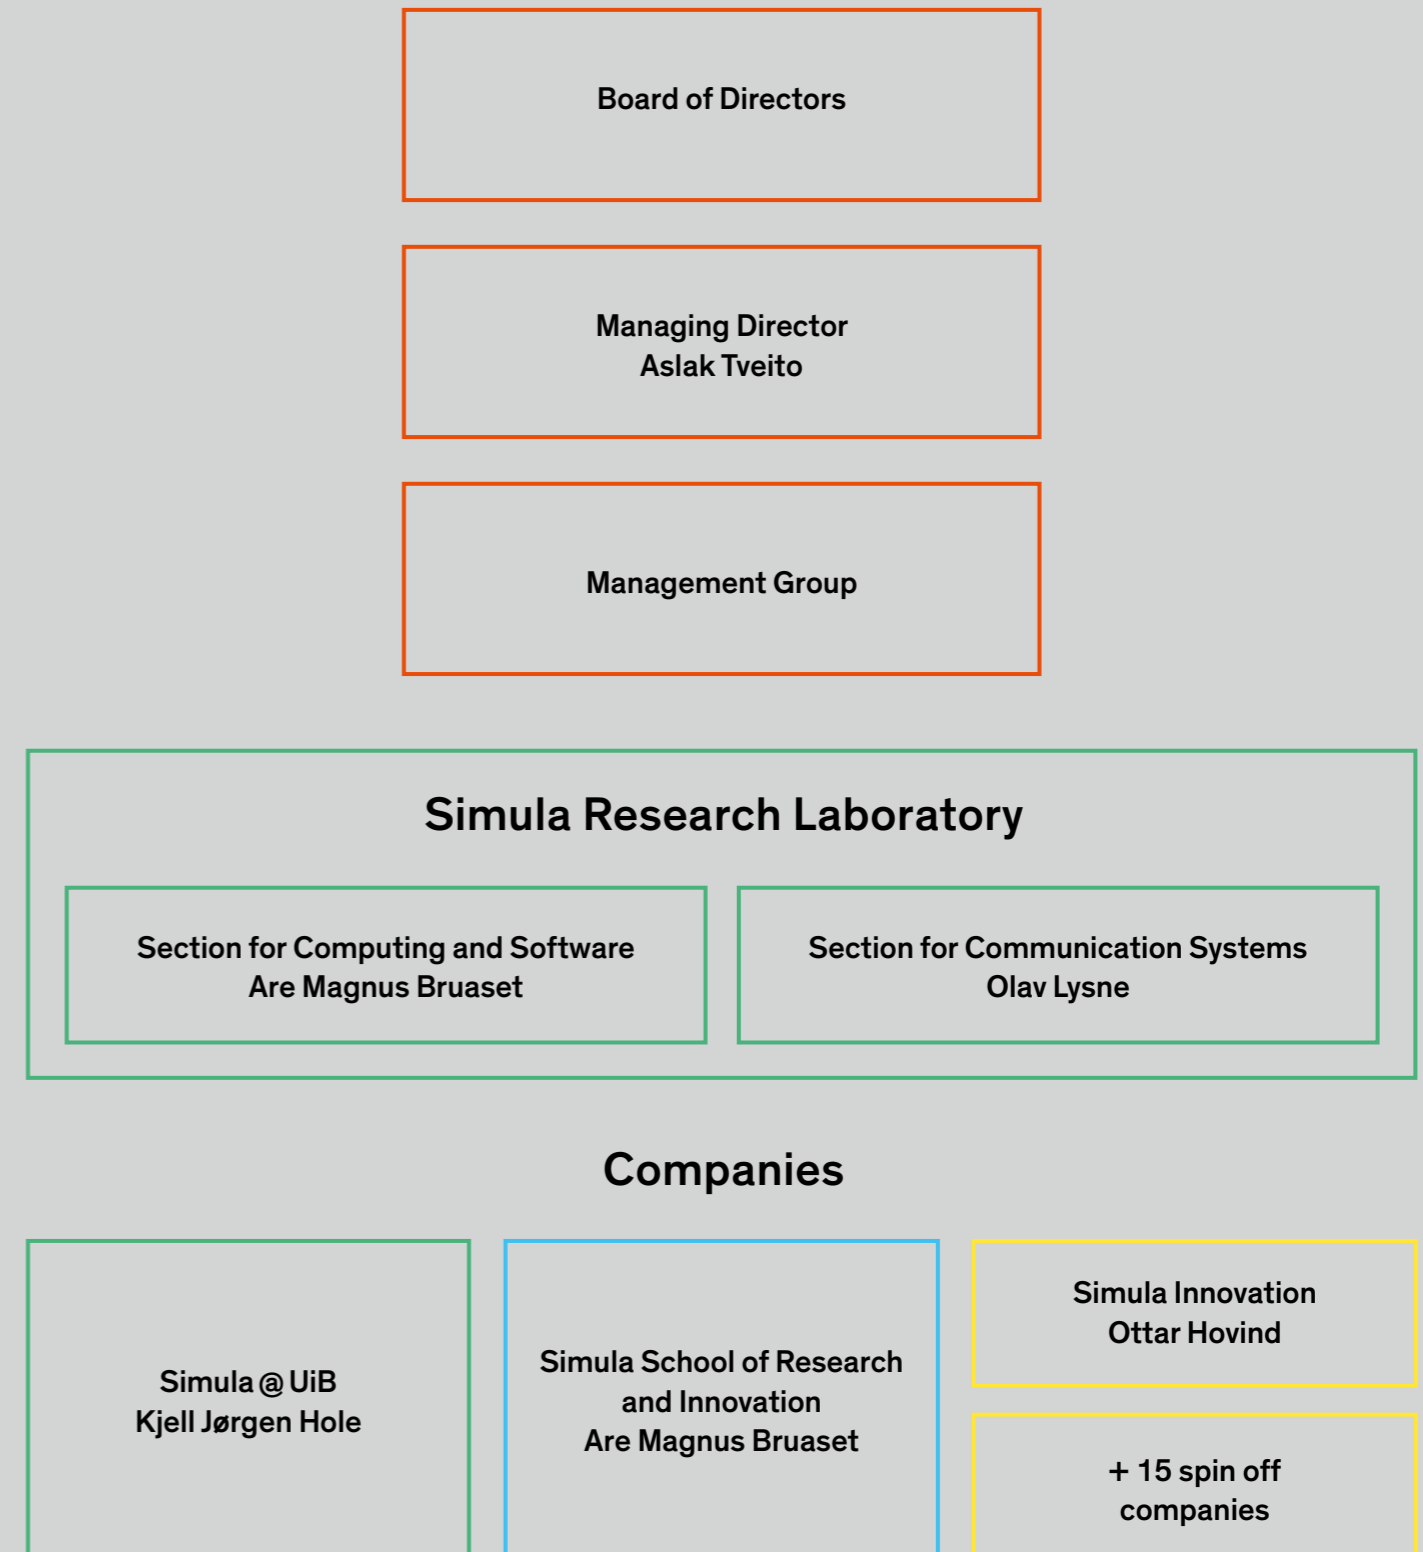 Board of Directors
Managing Director
Aslak Tveito
Management Group
Simula Research Laboratory
Section for Computing and Software
Are Magnus Bruaset
Section for Communication Systems
Olav Lysne
Companies
Simula @ UiB
Kjell Jørgen Hole
Simula School of Research
and Innovation
Are Magnus Bruaset
Simula Innovation
Ottar Hovind
+ 15 spin off
companies